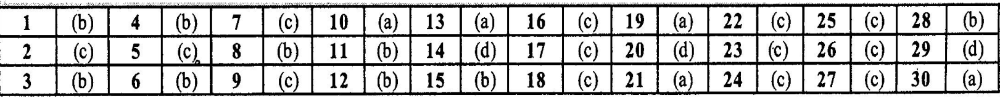 1 (b) 4 (b) 7 (c) 10 (a) 13 (a) 16 (c) 19 (a) 22 (c) 25 (c) 28 (b)
2 (c) 5 (c) 8 (b) 11 (b) 14 (d) 17 (c) 20 (d) 23 (c) 26 (c) 29 (d)
3 (b) 6 (b) 9 (c) 12 (b) 15 (b) 18 (c) 21 (a) 24 (c) 27 (c) 30 (a)